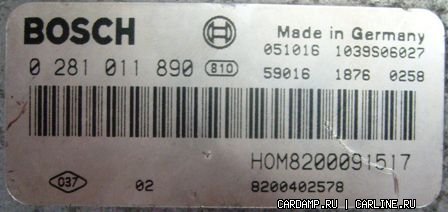 BOSCH
Made in Germany
051016 1039S06027
0 281 011 890 810
59016 1876 0258
HOM8200091517
037 02 8200402578
CARDAMP.RU | CARLINE.RU